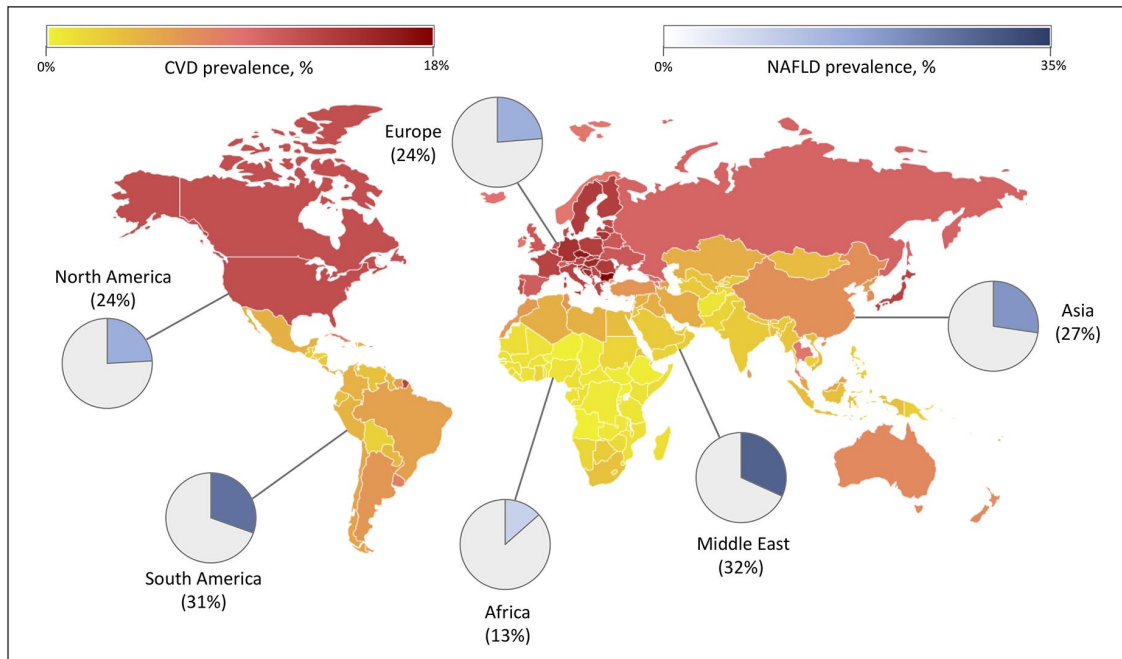 0%
CVD prevalence, %
18%
0%
NAFLD prevalence, %
35%
Europe
(24%)
North America
(24%)
Asia
(27%)
South America
(31%)
Africa
(13%)
Middle East
(32%)